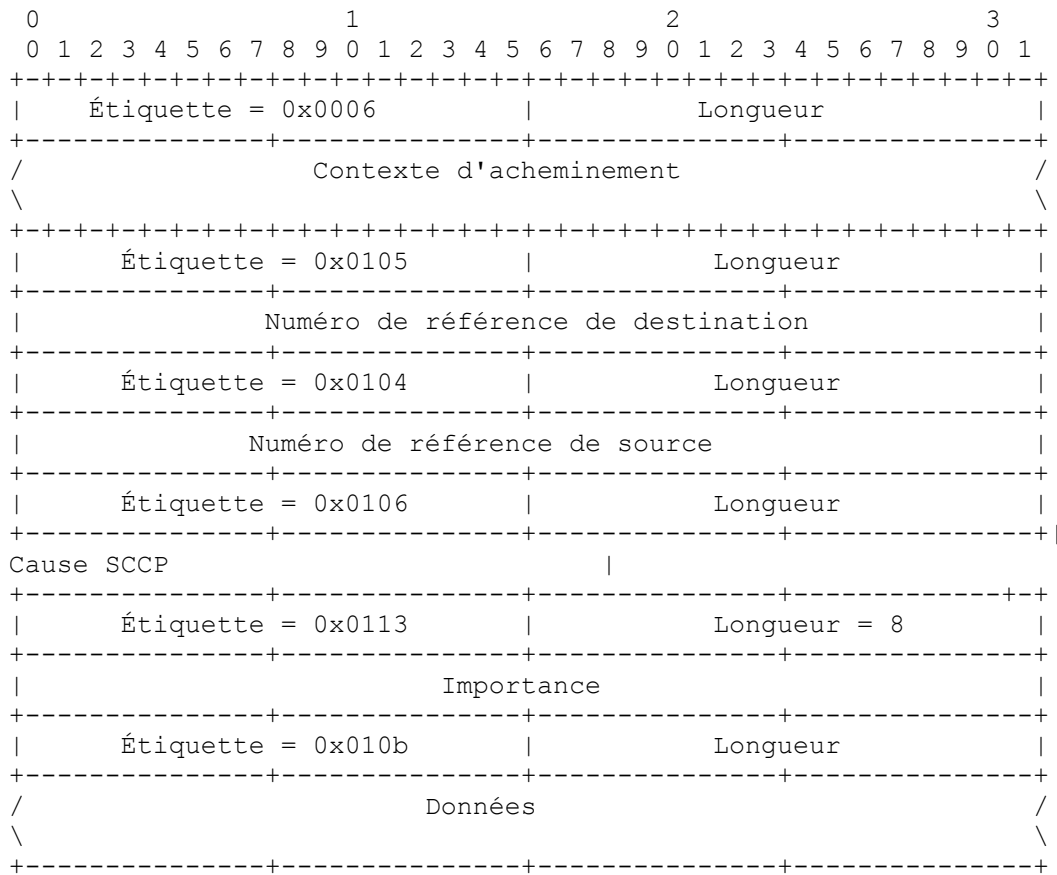 0                   1                   2                   3
 0 1 2 3 4 5 6 7 8 9 0 1 2 3 4 5 6 7 8 9 0 1 2 3 4 5 6 7 8 9 0 1
+-+-+-+-+-+-+-+-+-+-+-+-+-+-+-+-+-+-+-+-+-+-+-+-+-+-+-+-+-+-+-+-+
|    Étiquette = 0x0006         |          Longueur             |
+---------------+---------------+---------------+---------------+
/                  Contexte d'acheminement                      /
\                                                               \
+-+-+-+-+-+-+-+-+-+-+-+-+-+-+-+-+-+-+-+-+-+-+-+-+-+-+-+-+-+-+-+-+
|      Étiquette = 0x0105       |           Longueur            |
+---------------+---------------+---------------+---------------+
|               Numéro de référence de destination              |
+---------------+---------------+---------------+---------------+
|      Étiquette = 0x0104       |           Longueur            |
+---------------+---------------+---------------+---------------+
|              Numéro de référence de source                    |
+---------------+---------------+---------------+---------------+
|      Étiquette = 0x0106       |           Longueur            |
+---------------+---------------+---------------+---------------+|
Cause SCCP                           |
+---------------+---------------+---------------+-------------+-+
|      Étiquette = 0x0113       |           Longueur = 8        |
+---------------+---------------+---------------+---------------+
|                          Importance                           |
+---------------+---------------+---------------+---------------+
|      Étiquette = 0x010b       |           Longueur            |
+---------------+---------------+---------------+---------------+
/                         Données                               /
\                                                               \
+---------------+---------------+---------------+---------------+